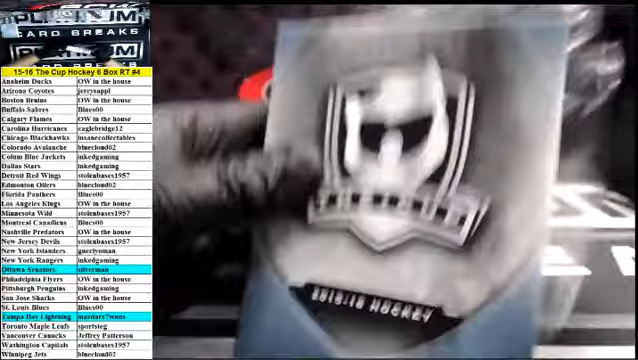 PLATINUM
CARD BREAKS
PLATINUM
CARD BREAKS
15-16 The Cup Hockey 6 Box RT #4
Anaheim Ducks OW in the house
Arizona Coyotes jerrysappl
Boston Bruins OW in the house
Buffalo Sabres Blues00
Calgary Flames OW in the house
Carolina Hurricanes eaglebridge12
Chicago Blackhawks insanecollectables
Colorado Avalanche bluecloud02
Colum Blue Jackets inkedgaming
Dallas Stars inkedgaming
Detroit Red Wings stolenbases1957
Edmonton Oilers bluecloud02
Florida Panthers Blues00
Los Angeles Kings OW in the house
Minnesota Wild stolenbases1957
Montreal Canadiens Blues00
Nashville Predators OW in the house
New Jersey Devils stolenbases1957
New York Islanders
New York Rangers inkedgaming
Ottawa Senators silverman
Philadelphia Flyers OW in the house
Pittsburgh Penguins inkedgaming
San Jose Sharks OW in the house
St. Louis Blues Blues00
Tampa Bay Lightning
Toronto Maple Leafs sportsteg
Vancouver Canucks Jeffrey Patterson
Washington Capitals stolenbases1957
Winnipeg Jets bluecloud02
2015-16 HOCKEY